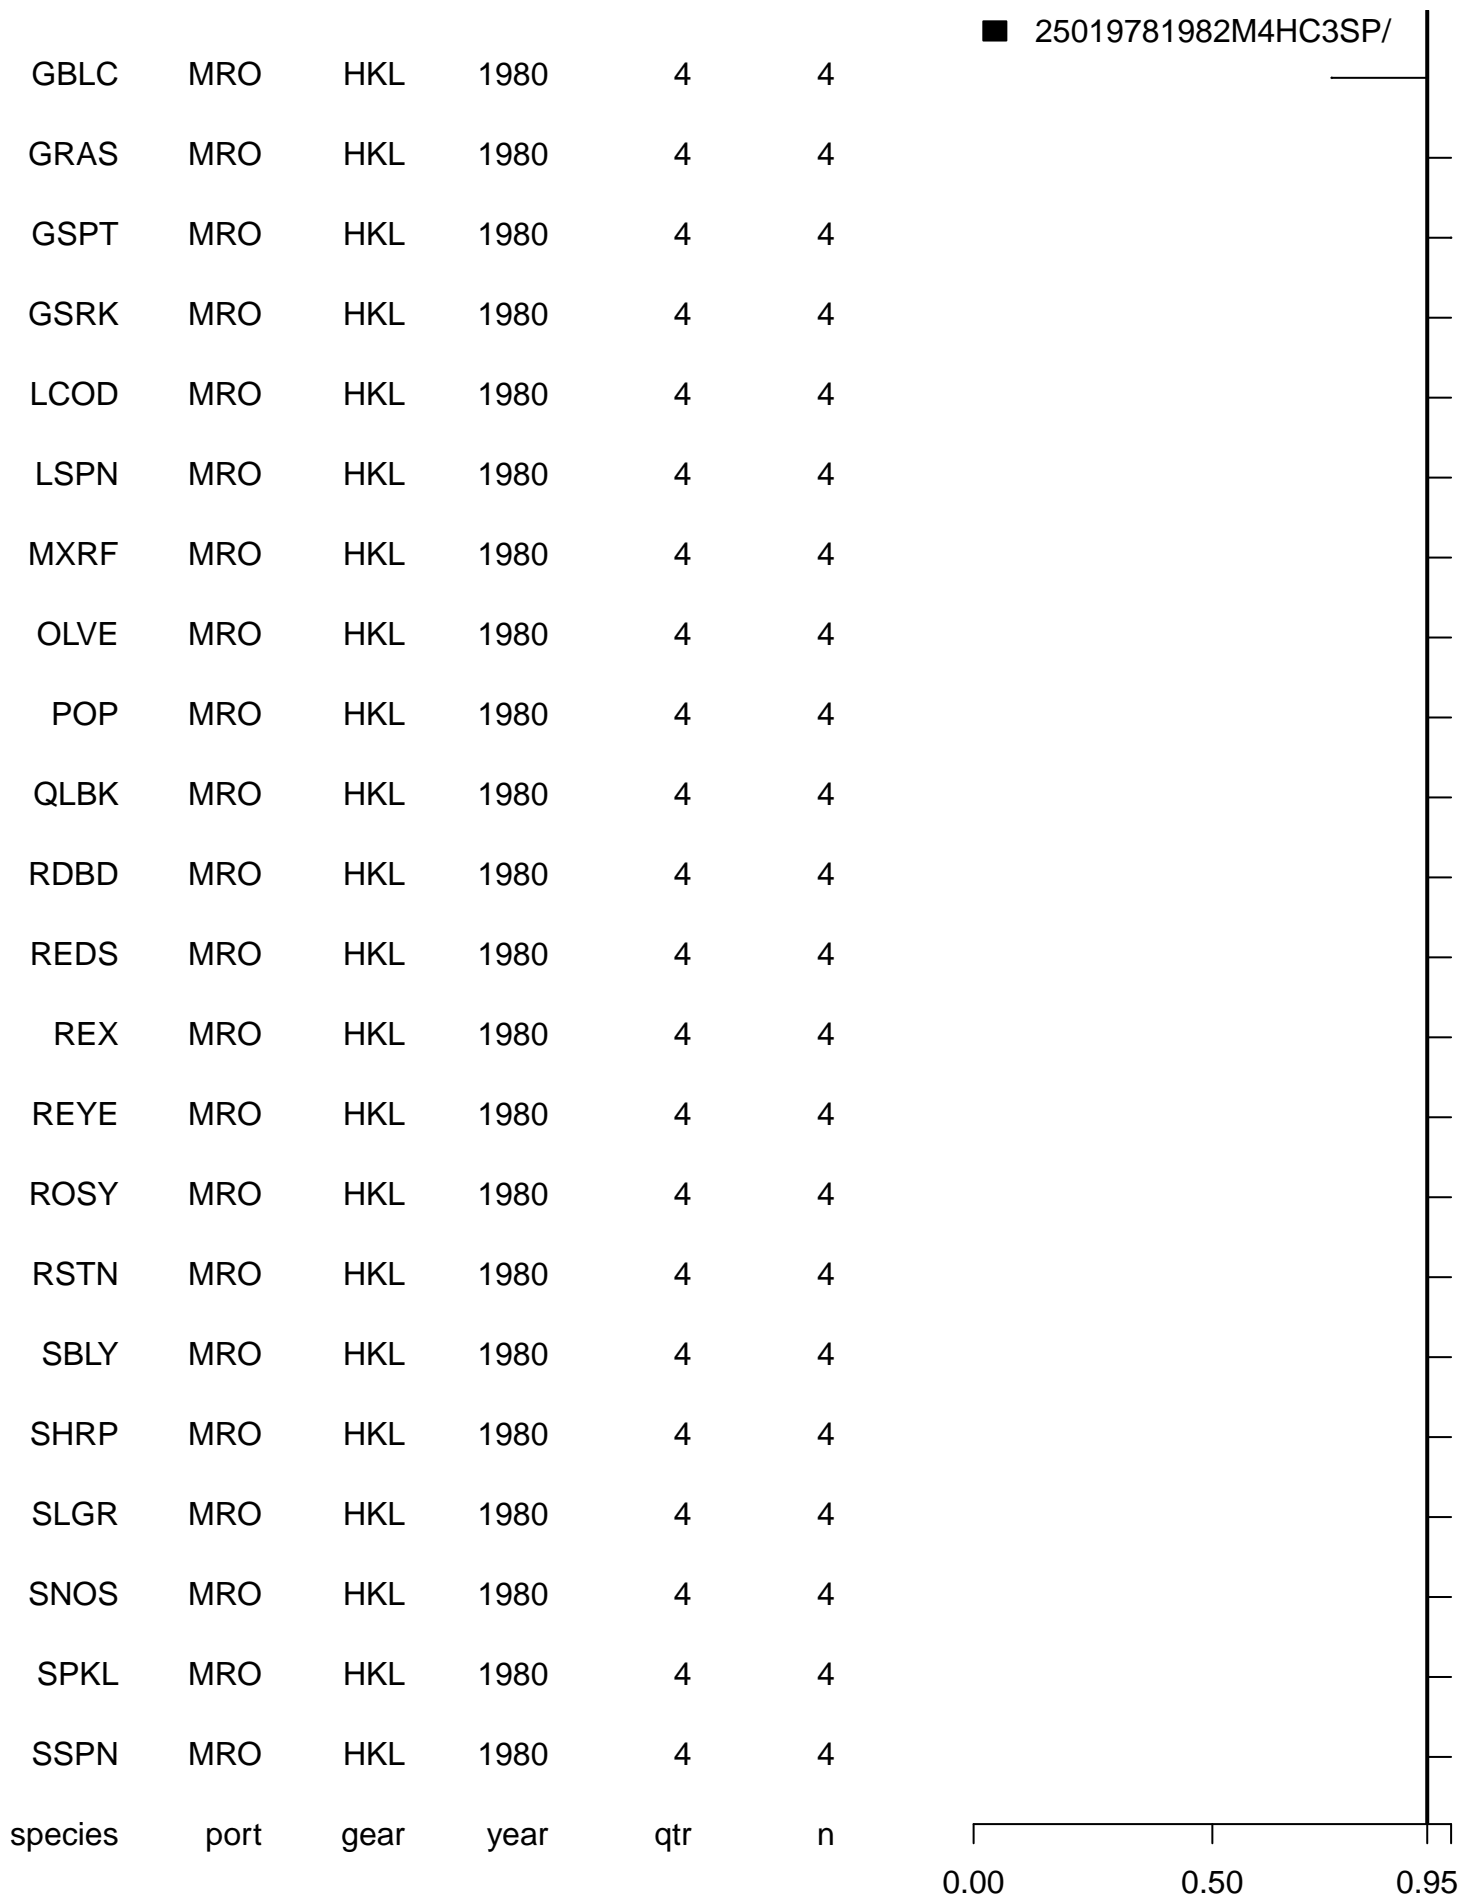 25019781982M4HC3SP/
GBLC MRO HKL 1980 4 4
GRAS MRO HKL 1980 4 4
GSPT MRO HKL 1980 4 4
GSRK MRO HKL 1980 4 4
LCOD MRO HKL 1980 4 4
LSPN MRO HKL 1980 4 4
MXRF MRO HKL 1980 4 4
OLVE MRO HKL 1980 4 4
POP MRO HKL 1980 4 4
QLBK MRO HKL 1980 4 4
RDBD MRO HKL 1980 4 4
REDS MRO HKL 1980 4 4
REX MRO HKL 1980 4 4
REYE MRO HKL 1980 4 4
ROSY MRO HKL 1980 4 4
RSTN MRO HKL 1980 4 4
SBLY MRO HKL 1980 4 4
SHRP MRO HKL 1980 4 4
SLGR MRO HKL 1980 4 4
SNOS MRO HKL 1980 4 4
SPKL MRO HKL 1980 4 4
SSPN MRO HKL 1980 4 4
species port gear year qtr n
0.00 0.50 0.95